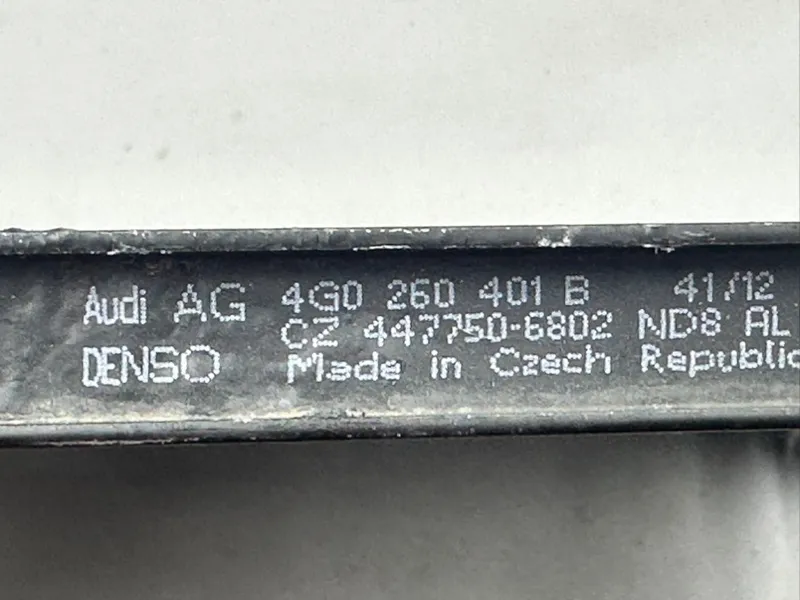 Audi AG 4G0 260 401 B 41/12
CZ 447750-6802 ND8 AL
DENSO Made in Czech Republic